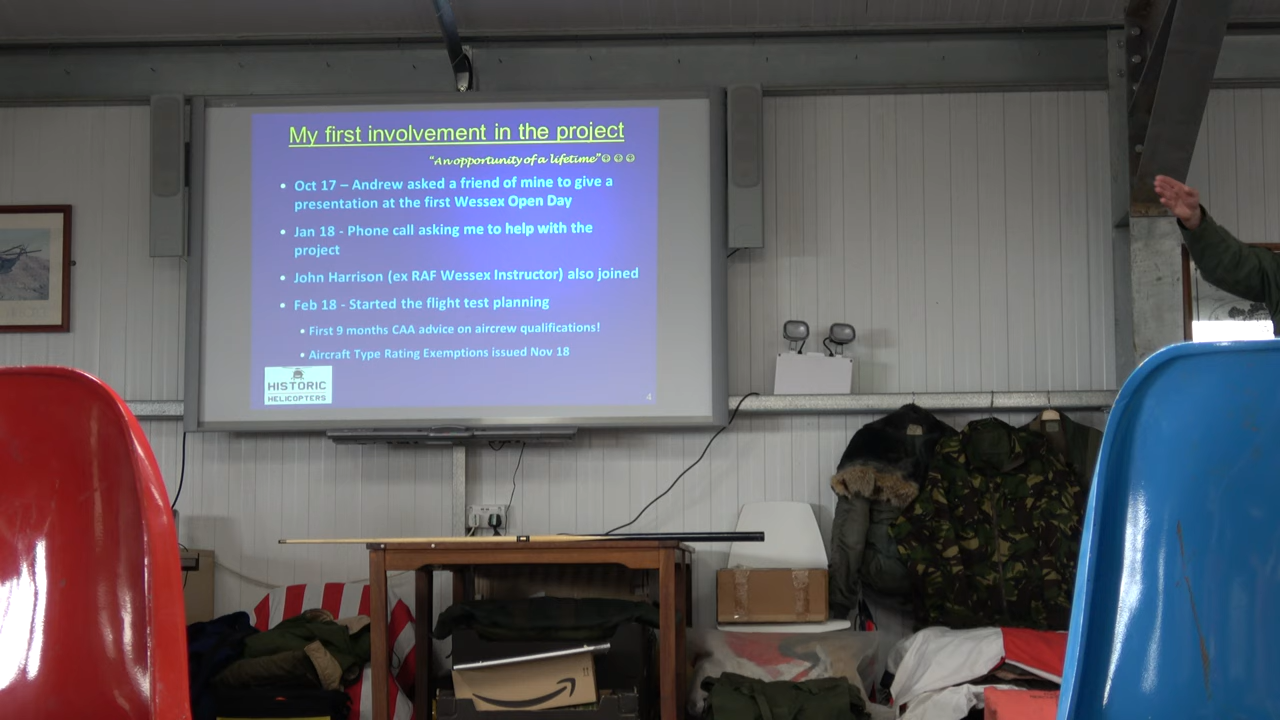 My first involvement in the project
“An opportunity of a lifetime”☺☺☺
• Oct 17 – Andrew asked a friend of mine to give a
presentation at the first Wessex Open Day
• Jan 18 - Phone call asking me to help with the
project
• John Harrison (ex RAF Wessex Instructor) also joined
• Feb 18 - Started the flight test planning
• First 9 months CAA advice on aircrew qualifications!
• Aircraft Type Rating Exemptions issued Nov 18
HISTORIC
HELICOPTERS
4